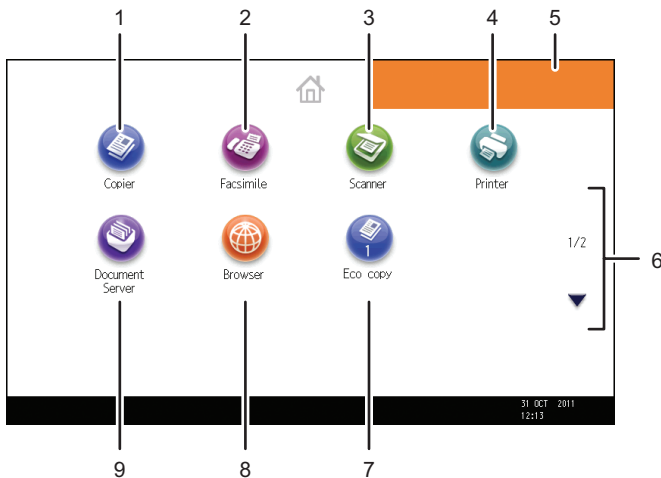 1 2 3 4 5
Copier Facsimile Scanner Printer
1/2
6
Document
Server
Browser
1
Eco copy
31 OCT 2011
12:13
9 8 7